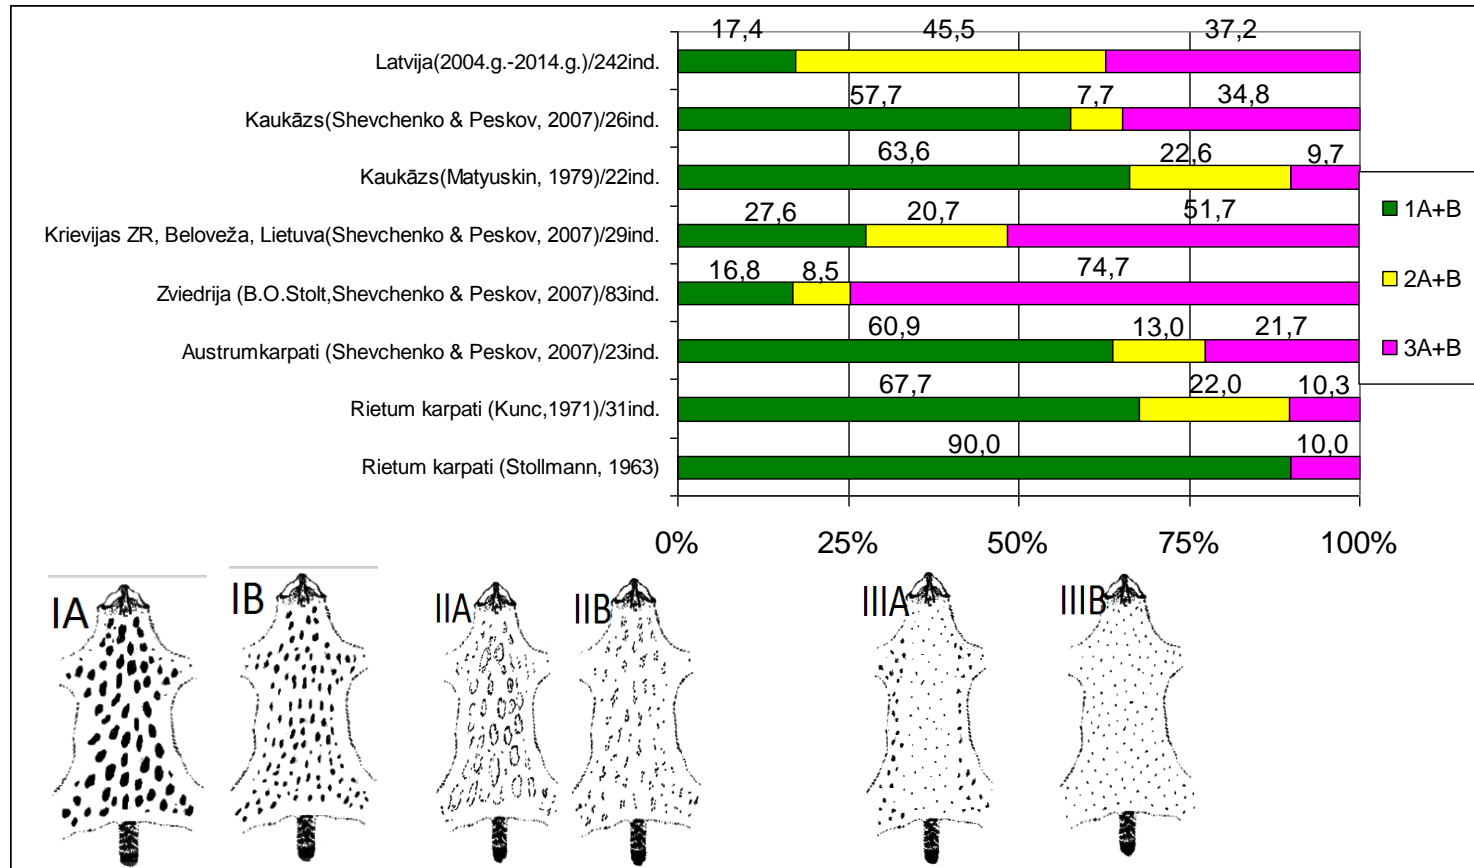 17,4 45,5 37,2
Latvija(2004.g.-2014.g.)/242ind.
57,7 7,7 34,8
Kaukāzs(Shevchenko & Peskov, 2007)/26ind.
63,6 22,6 9,7
Kaukāzs(Matyuskin, 1979)/22ind.
27,6 20,7 51,7
Krievijas ZR, Beloveža, Lietuva(Shevchenko & Peskov, 2007)/29ind.
16,8 8,5 74,7
Zviedrija (B.O.Stolt,Shevchenko & Peskov, 2007)/83ind.
60,9 13,0 21,7
Austrumkarpati (Shevchenko & Peskov, 2007)/23ind.
67,7 22,0 10,3
Rietum karpati (Kunc,1971)/31ind.
90,0 10,0
Rietum karpati (Stollmann, 1963)
0% 25% 50% 75% 100%
1A+B
2A+B
3A+B
IA IB IIA IIB IIIA IIIB